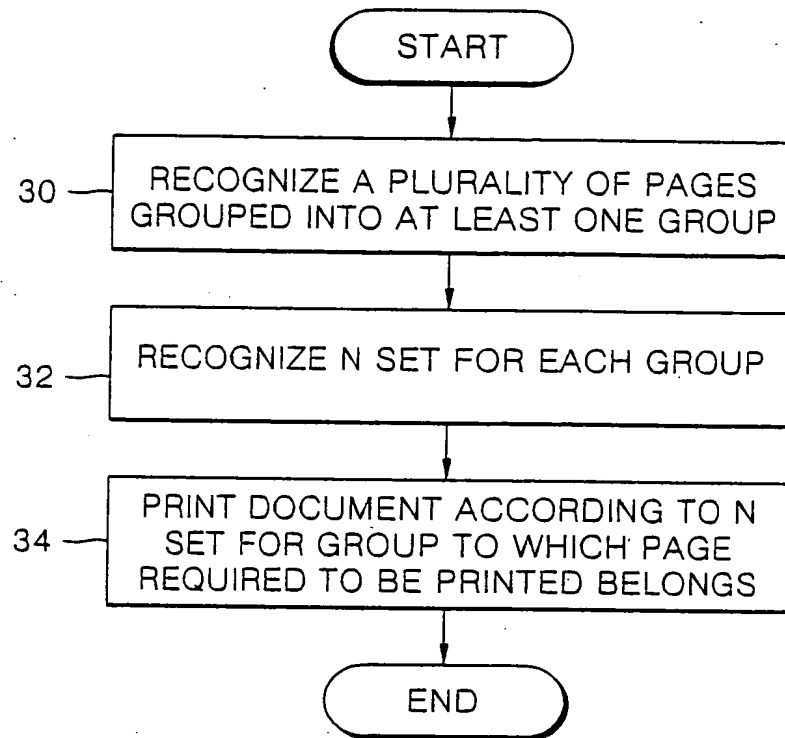 START
30
RECOGNIZE A PLURALITY OF PAGES
GROUPED INTO AT LEAST ONE GROUP
32
RECOGNIZE N SET FOR EACH GROUP
34
PRINT DOCUMENT ACCORDING TO N
SET FOR GROUP TO WHICH PAGE
REQUIRED TO BE PRINTED BELONGS
END